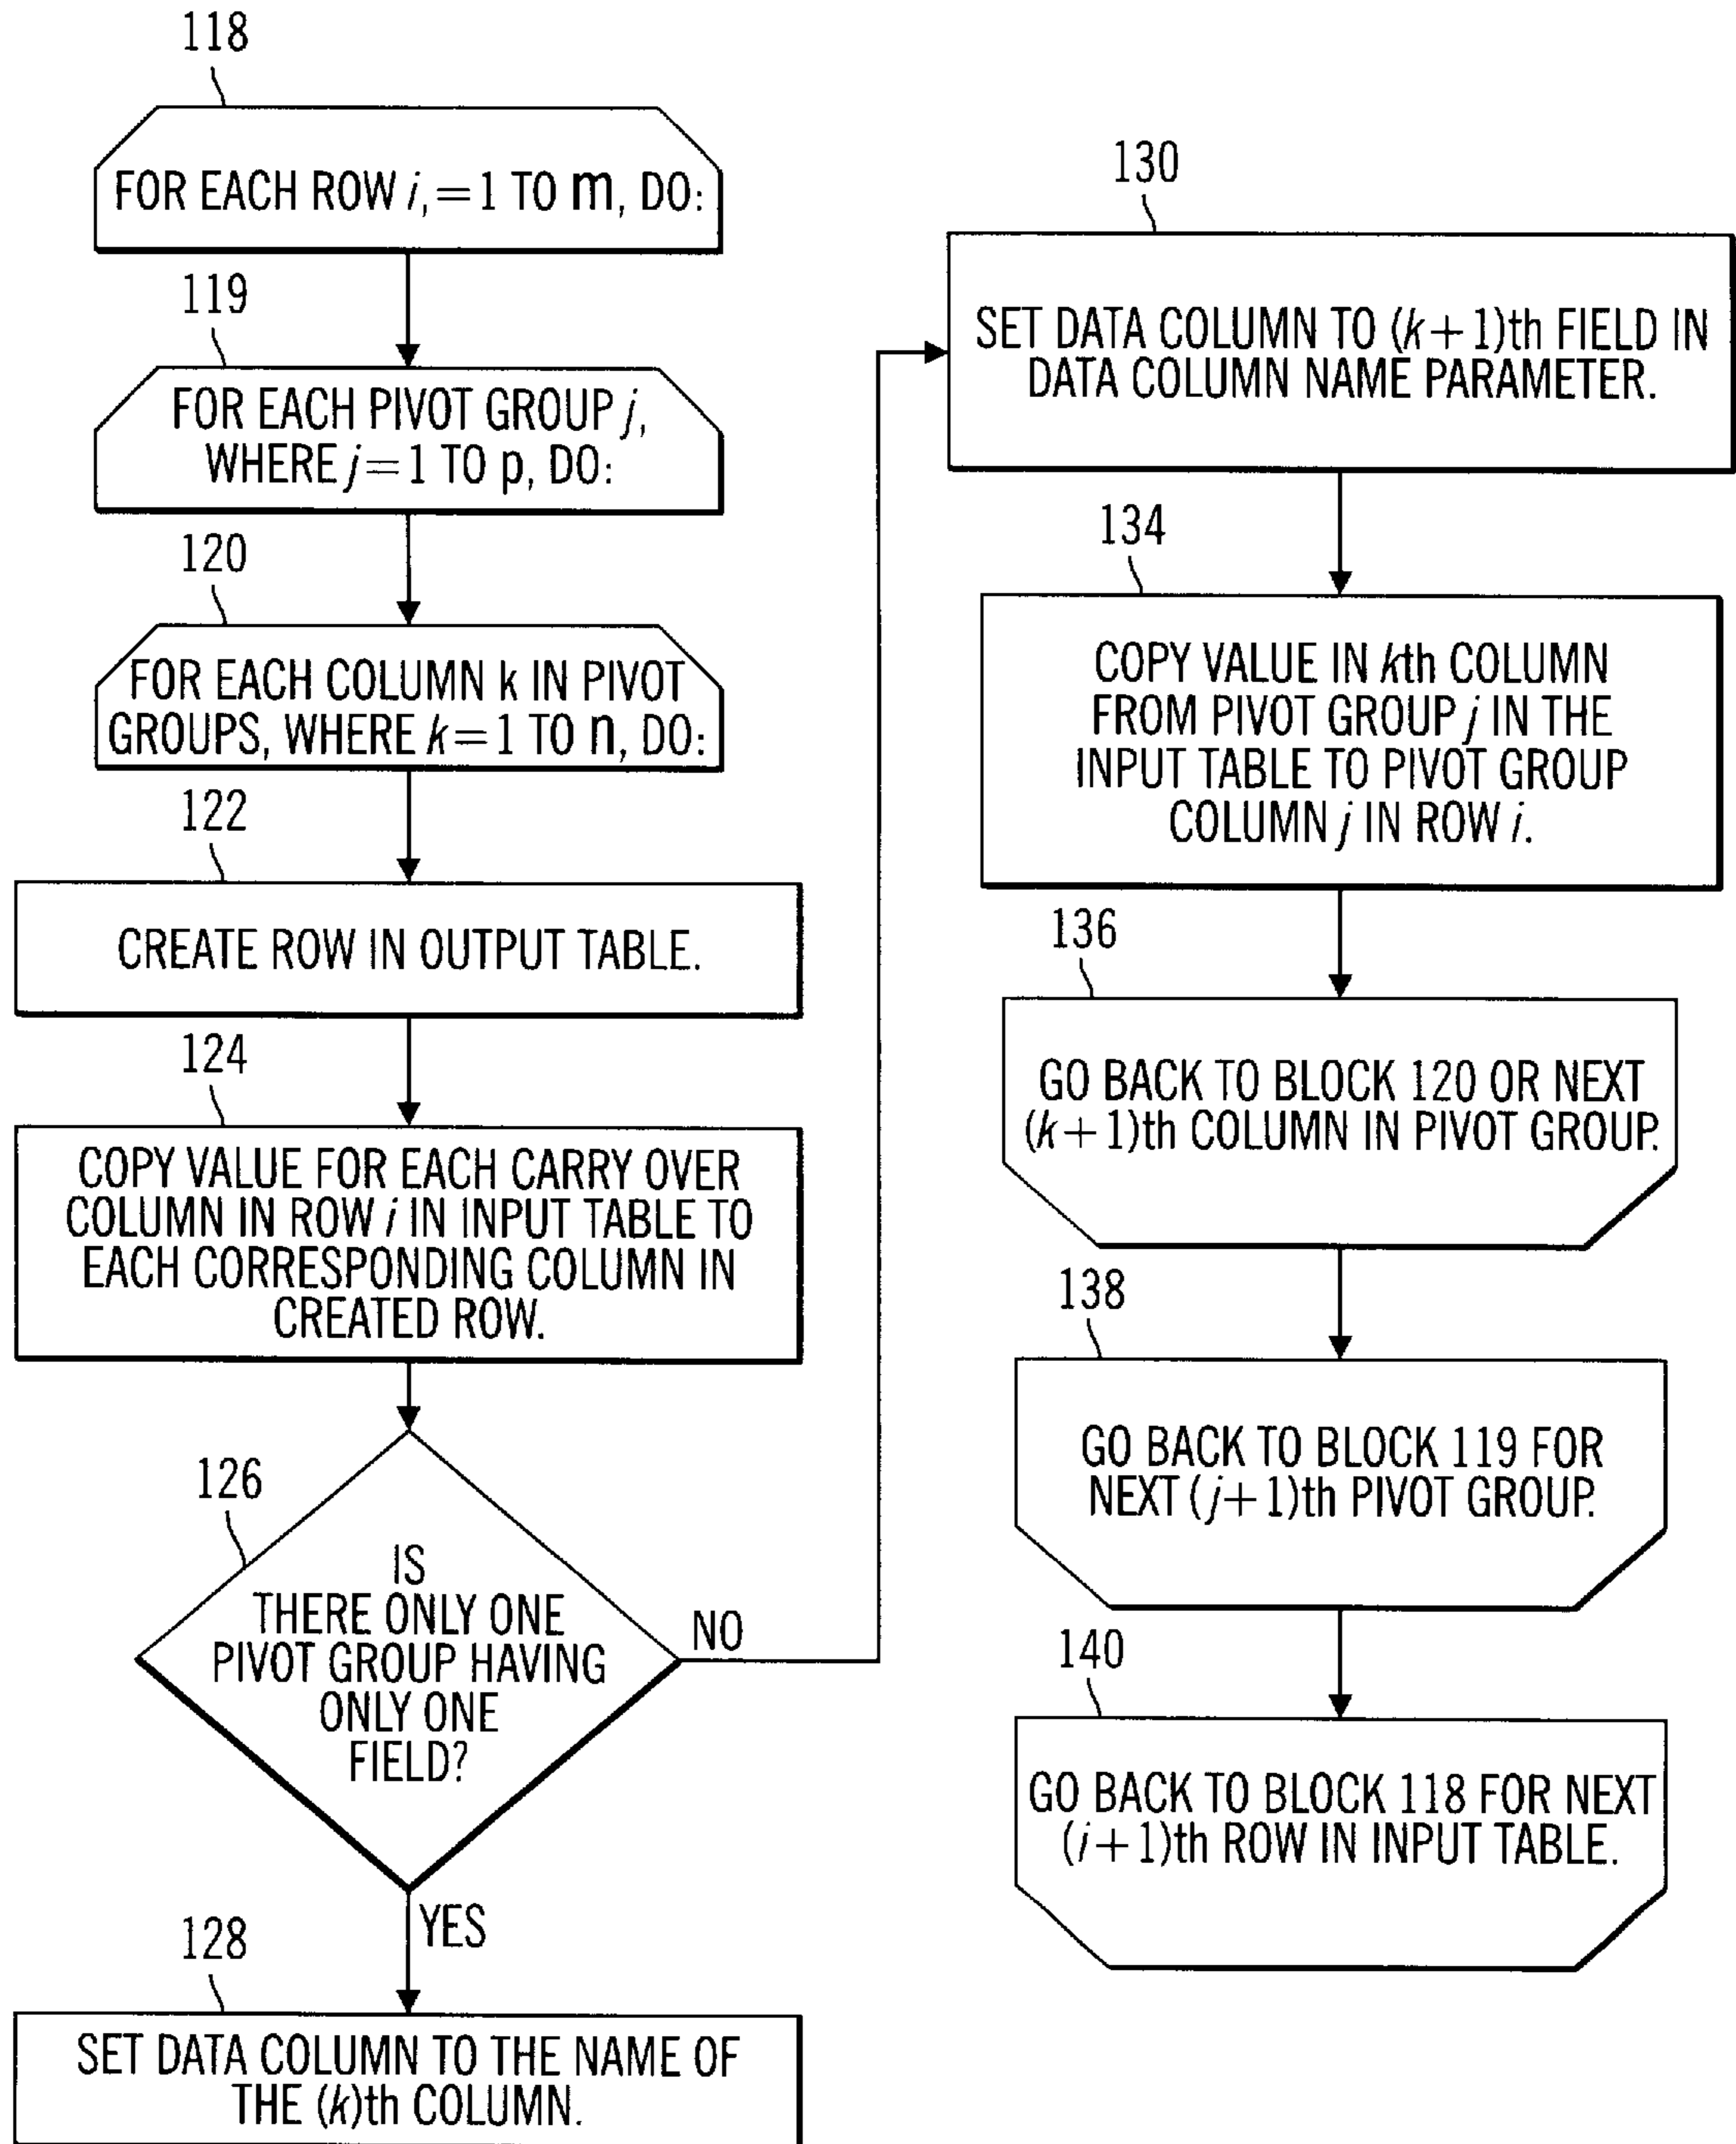 118
FOR EACH ROW i,=1 TO m, DO:
119
FOR EACH PIVOT GROUP j,
WHERE j=1 TO p, DO:
120
FOR EACH COLUMN k IN PIVOT
GROUPS, WHERE k=1 TO n, DO:
122
CREATE ROW IN OUTPUT TABLE.
124
COPY VALUE FOR EACH CARRY OVER
COLUMN IN ROW i IN INPUT TABLE TO
EACH CORRESPONDING COLUMN IN
CREATED ROW.
126
IS
THERE ONLY ONE
PIVOT GROUP HAVING
ONLY ONE
FIELD?
NO
YES
128
SET DATA COLUMN TO THE NAME OF
THE (k)th COLUMN.
130
SET DATA COLUMN TO (k+1)th FIELD IN
DATA COLUMN NAME PARAMETER.
134
COPY VALUE IN kth COLUMN
FROM PIVOT GROUP j IN THE
INPUT TABLE TO PIVOT GROUP
COLUMN j IN ROW i.
136
GO BACK TO BLOCK 120 OR NEXT
(k+1)th COLUMN IN PIVOT GROUP.
138
GO BACK TO BLOCK 119 FOR
NEXT (j+1)th PIVOT GROUP.
140
GO BACK TO BLOCK 118 FOR NEXT
(i+1)th ROW IN INPUT TABLE.